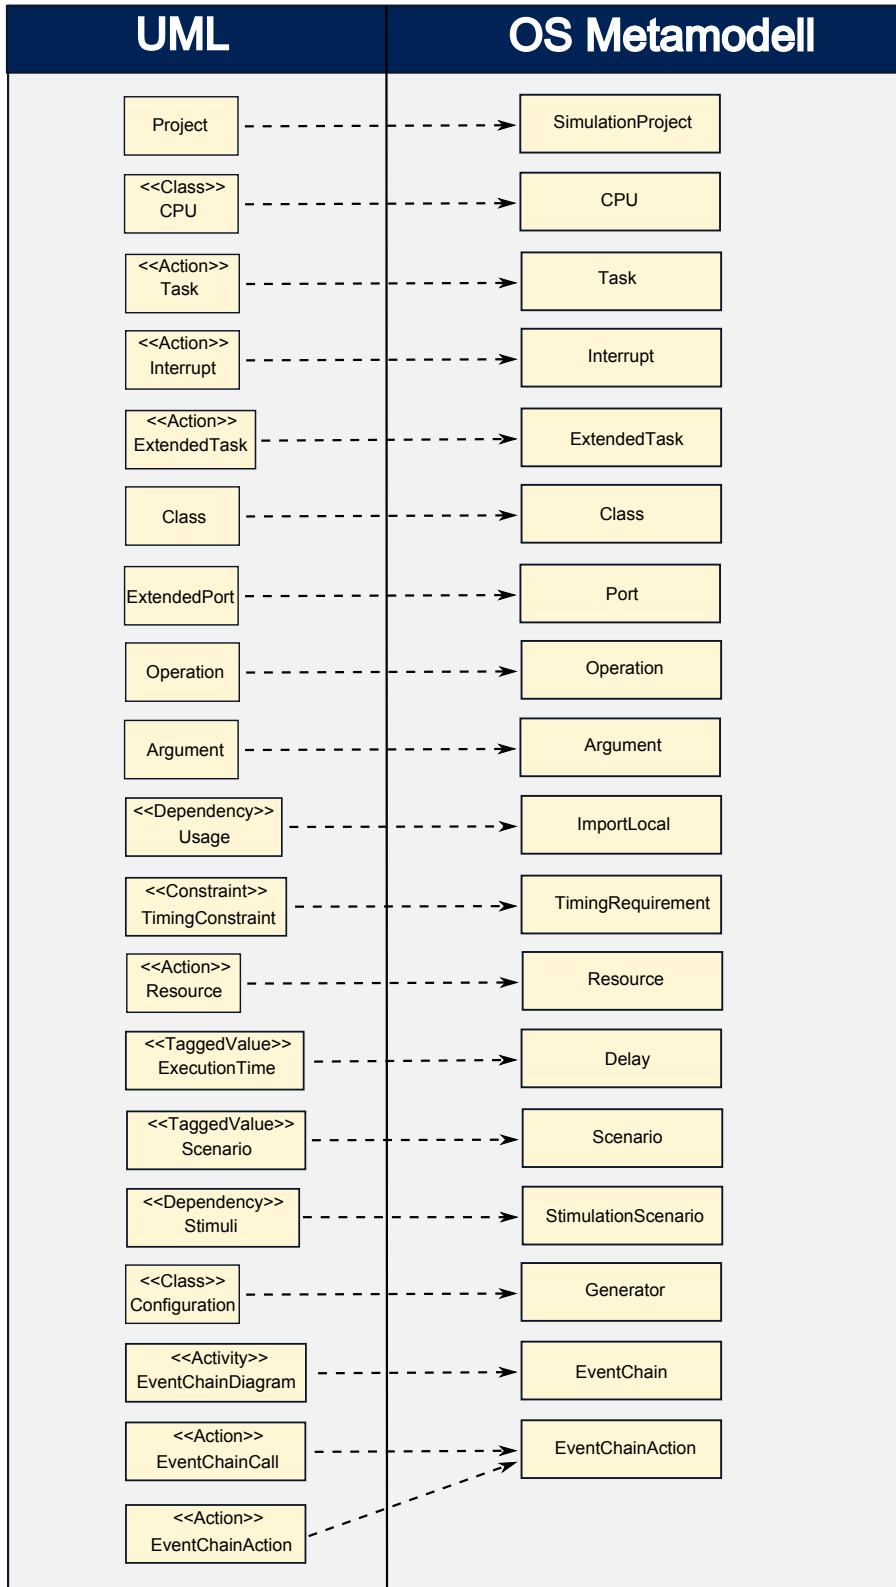 UML
OS Metamodell
Project
SimulationProject
<<Class>>
CPU
CPU
<<Action>>
Task
Task
<<Action>>
Interrupt
Interrupt
<<Action>>
ExtendedTask
ExtendedTask
Class
Class
ExtendedPort
Port
Operation
Operation
Argument
Argument
<<Dependency>>
Usage
ImportLocal
<<Constraint>>
TimingConstraint
TimingRequirement
<<Action>>
Resource
Resource
<<TaggedValue>>
ExecutionTime
Delay
<<TaggedValue>>
Scenario
Scenario
<<Dependency>>
Stimuli
StimulationScenario
<<Class>>
Configuration
Generator
<<Activity>>
EventChainDiagram
EventChain
<<Action>>
EventChainCall
EventChainAction
<<Action>>
EventChainAction